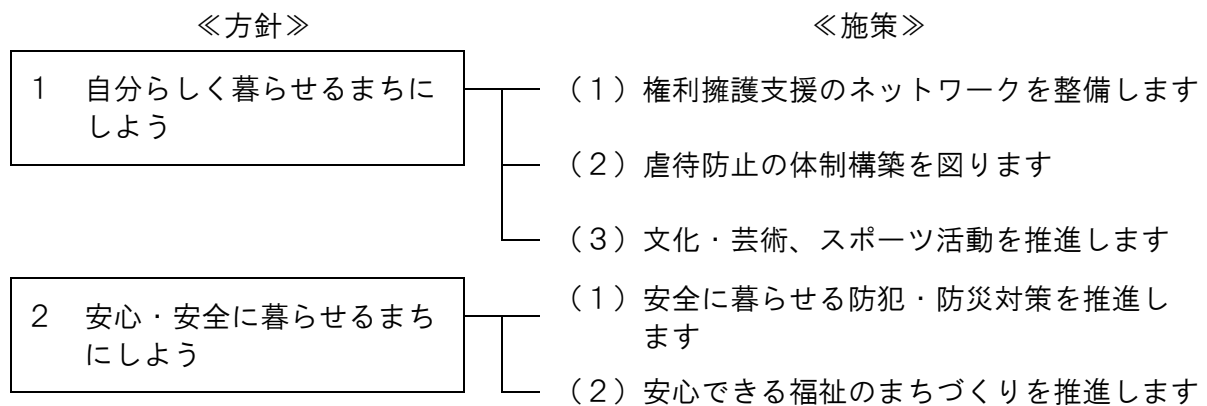 ≪方針≫
≪施策≫
1 自分らしく暮らせるまちに
しよう
(1)権利擁護支援のネットワークを整備します
(2)虐待防止の体制構築を図ります
(3)文化・芸術、スポーツ活動を推進します
2 安心・安全に暮らせるまち
にしよう
(1)安全に暮らせる防犯・防災対策を推進し
ます
(2)安心できる福祉のまちづくりを推進します